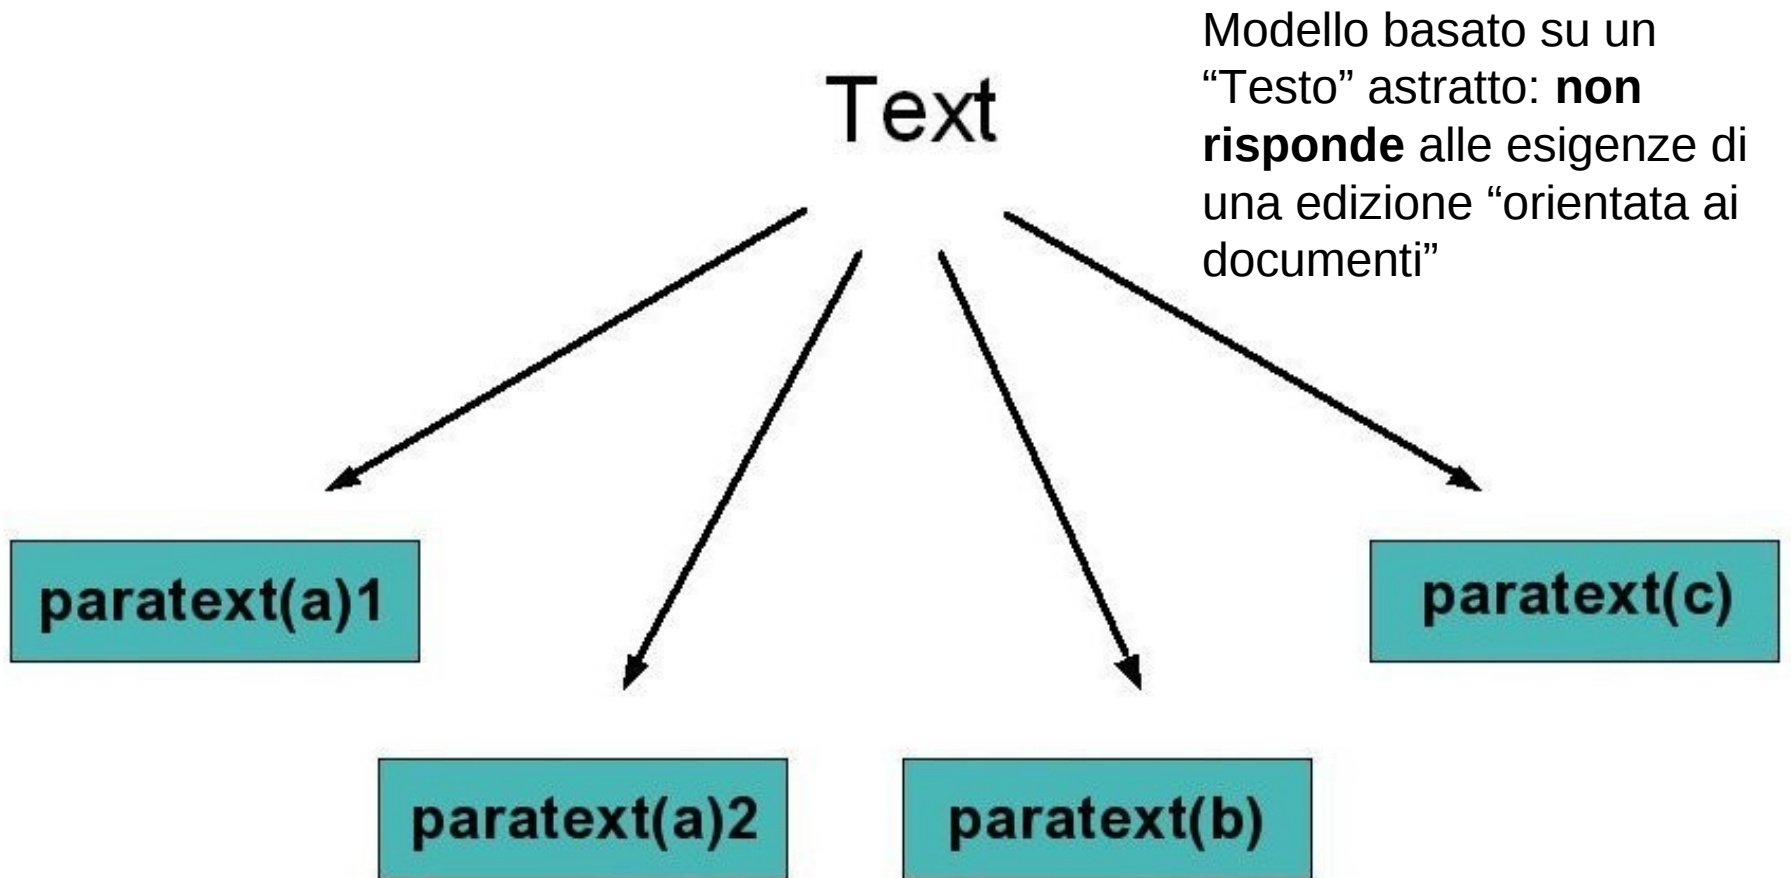 Text
Modello basato su un
“Testo” astratto: non
risponde alle esigenze di
una edizione “orientata ai
documenti”
paratext(a)1
paratext(c)
paratext(a)2
paratext(b)